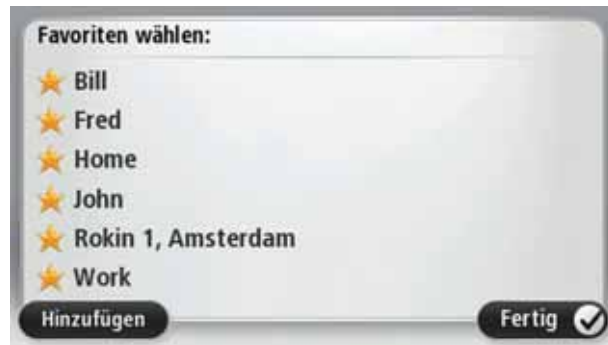 Favoriten wählen:
Bill
Fred
Home
John
Rokin 1, Amsterdam
Work
Hinzufügen
Fertig